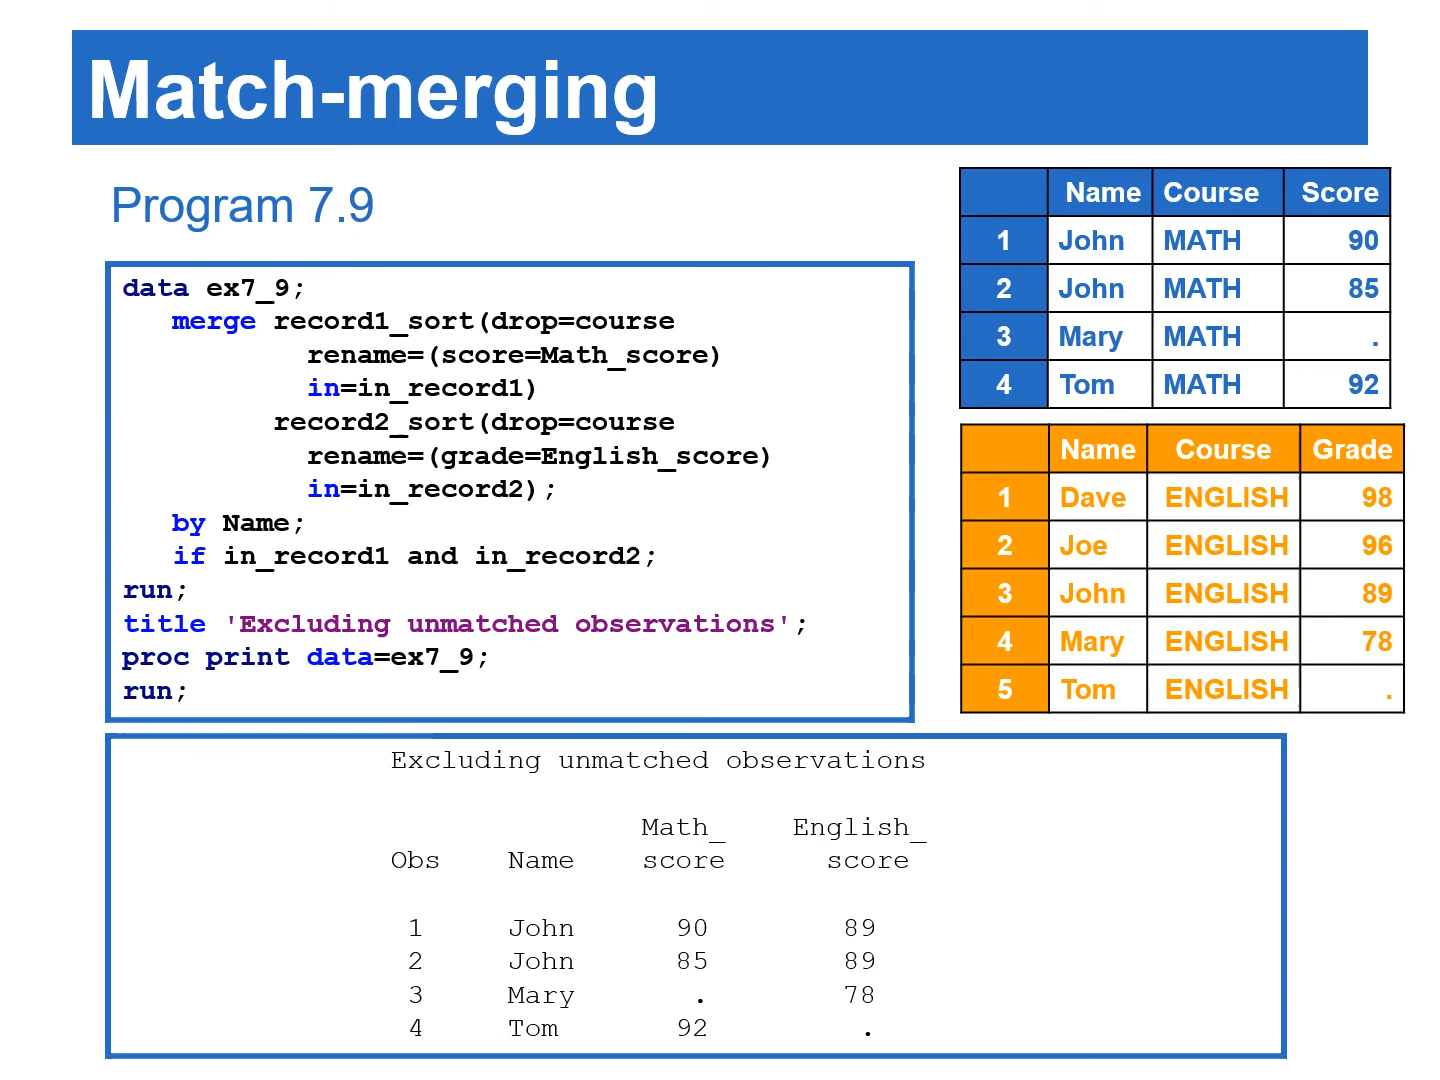 Match-merging
Program 7.9
data ex7_9;
merge record1_sort(drop=course
rename=(score=Math_score)
in=in_record1)
record2_sort(drop=course
rename=(grade=English_score)
in=in_record2);
by Name;
if in_record1 and in_record2;
run;
title 'Excluding unmatched observations';
proc print data=ex7_9;
run;
Name Course Score
1 John MATH 90
2 John MATH 85
3 Mary MATH .
4 Tom MATH 92
Name Course Grade
1 Dave ENGLISH 98
2 Joe ENGLISH 96
3 John ENGLISH 89
4 Mary ENGLISH 78
5 Tom ENGLISH .
Excluding unmatched observations
Math_ English_
Obs Name score score
1 John 90 89
2 John 85 89
3 Mary . 78
4 Tom 92 .